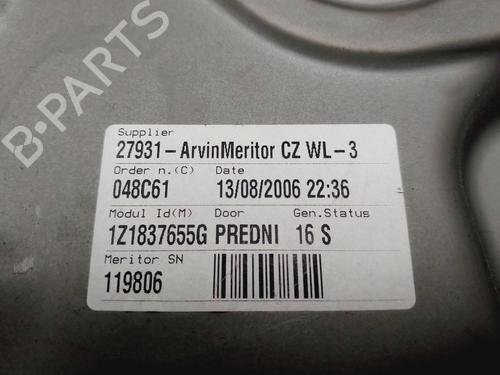 B-PARTS
Supplier
27931-ArvinMeritor CZ WL-3
Order n.(C) Date
048C61 13/08/2006 22:36
Modul Id(M) Door Gen.Status
1Z1837655G PREDNI 16 S
Meritor SN
119806